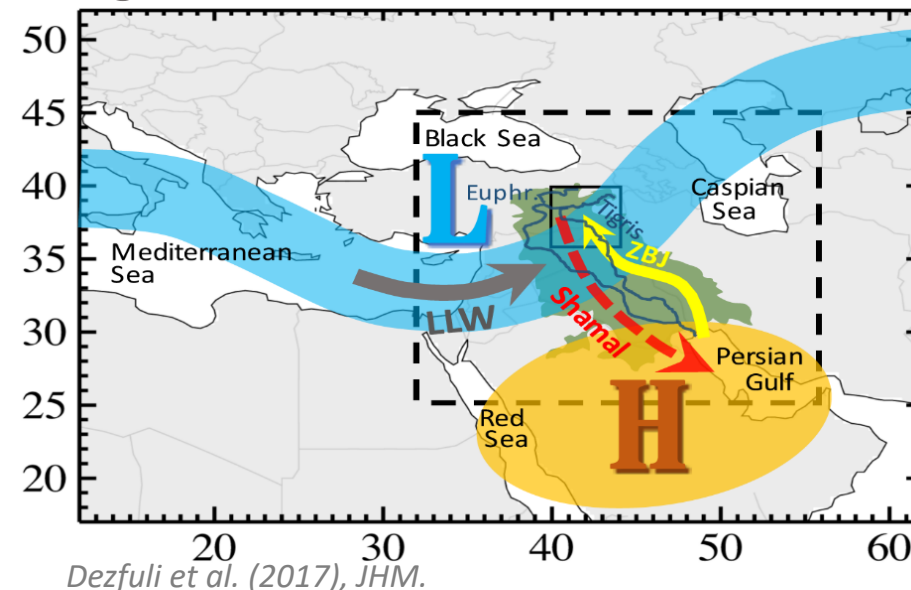 50
45
40
35
30
25
20
Black Sea
L
Euphr.
Tigris
Caspian
Sea
Mediterranean
Sea
ZBJ
LLW
Shamal
Persian
Gulf
H
Red
Sea
20
30
40
50
60
Dezfuli et al. (2017), JHM.